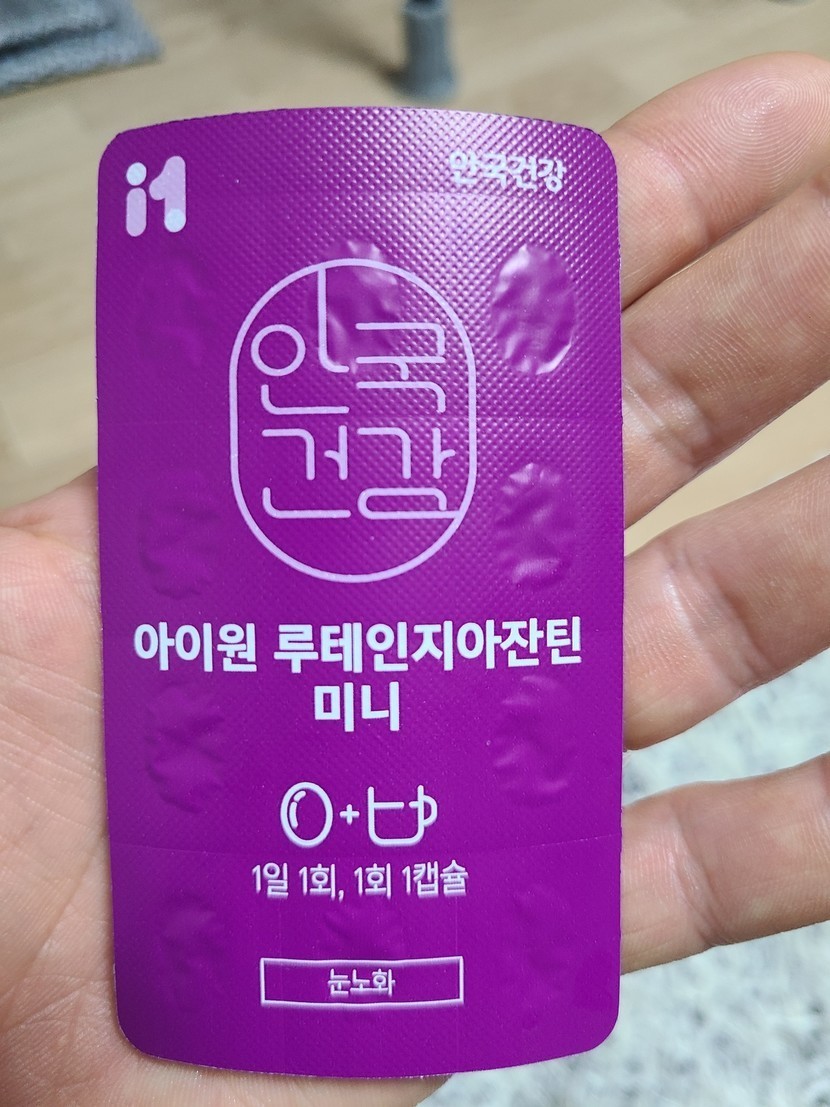 i1
안국건강
안국
건강
아이원 루테인지아잔틴
미니
+
1일 1회, 1회 1캡슐
눈노화